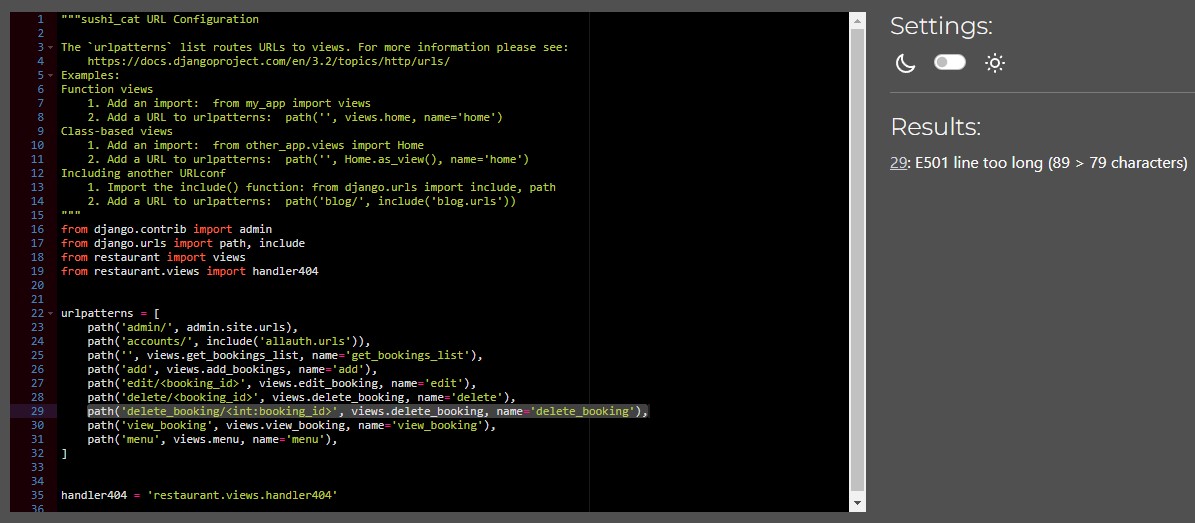 1 """sushi_cat URL Configuration
2
3 The `urlpatterns` list routes URLs to views. For more information please see:
4     https://docs.djangoproject.com/en/3.2/topics/http/urls/
5 Examples:
6 Function views
7     1. Add an import:  from my_app import views
8     2. Add a URL to urlpatterns:  path('', views.home, name='home')
9 Class-based views
10     1. Add an import:  from other_app.views import Home
11     2. Add a URL to urlpatterns:  path('', Home.as_view(), name='home')
12 Including another URLconf
13     1. Import the include() function: from django.urls import include, path
14     2. Add a URL to urlpatterns:  path('blog/', include('blog.urls'))
15 """
16 from django.contrib import admin
17 from django.urls import path, include
18 from restaurant import views
19 from restaurant.views import handler404
20
21
22 urlpatterns = [
23     path('admin/', admin.site.urls),
24     path('accounts/', include('allauth.urls')),
25     path('', views.get_bookings_list, name='get_bookings_list'),
26     path('add', views.add_bookings, name='add'),
27     path('edit/<booking_id>', views.edit_booking, name='edit'),
28     path('delete/<booking_id>', views.delete_booking, name='delete'),
29     path('delete_booking/<int:booking_id>', views.delete_booking, name='delete_booking'),
30     path('view_booking', views.view_booking, name='view_booking'),
31     path('menu', views.menu, name='menu'),
32 ]
33
34
35 handler404 = 'restaurant.views.handler404'
36
Settings:
Results:
29: E501 line too long (89 > 79 characters)